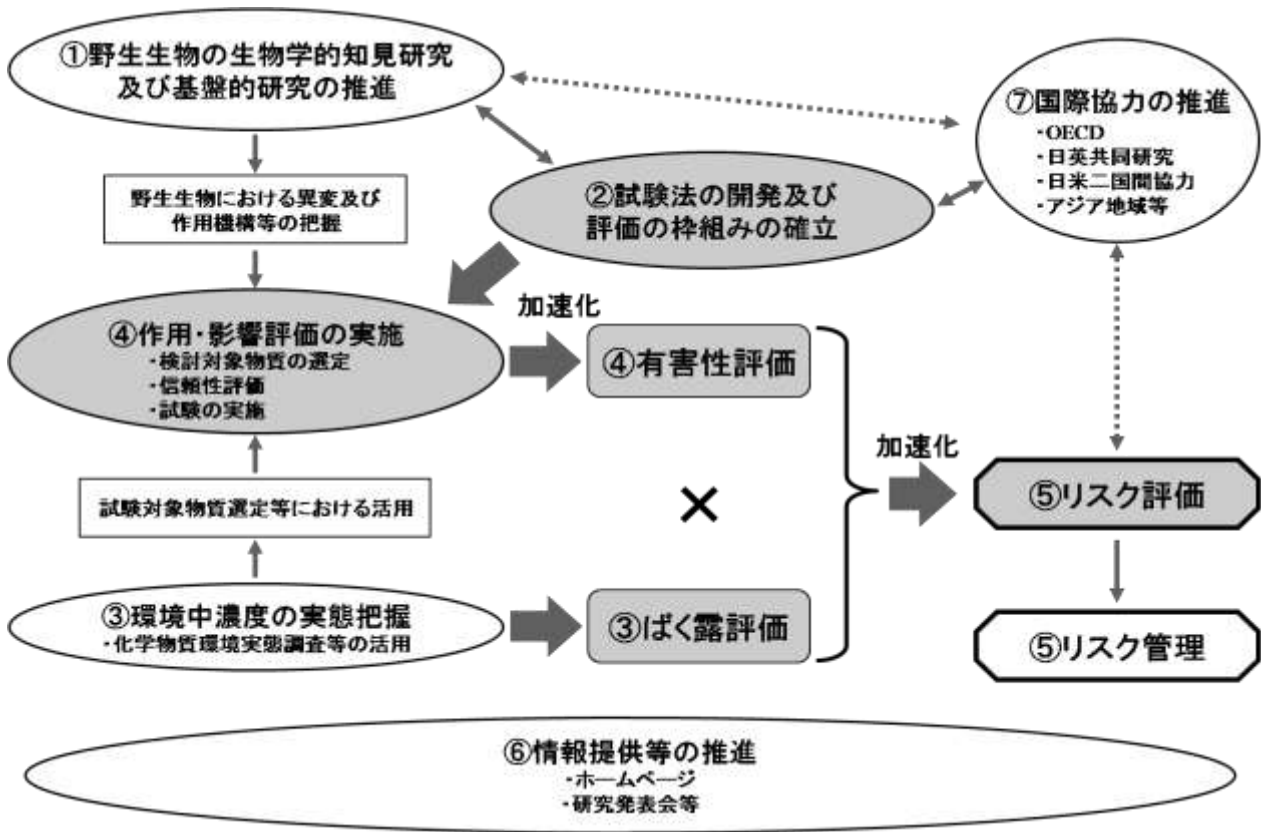 ①野生生物の生物学的知見研究
及び基盤的研究の推進
⑦国際協力の推進
・OECD
・日英共同研究
・日米二国間協力
・アジア地域等
野生生物における異変及び
作用機構等の把握
②試験法の開発及び
評価の枠組みの確立
④作用・影響評価の実施
・検討対象物質の選定
・信頼性評価
・試験の実施
加速化
④有害性評価
加速化
試験対象物質選定等における活用
×
⑤リスク評価
③環境中濃度の実態把握
・化学物質環境実態調査等の活用
③ばく露評価
⑤リスク管理
⑥情報提供等の推進
・ホームページ
・研究発表会等